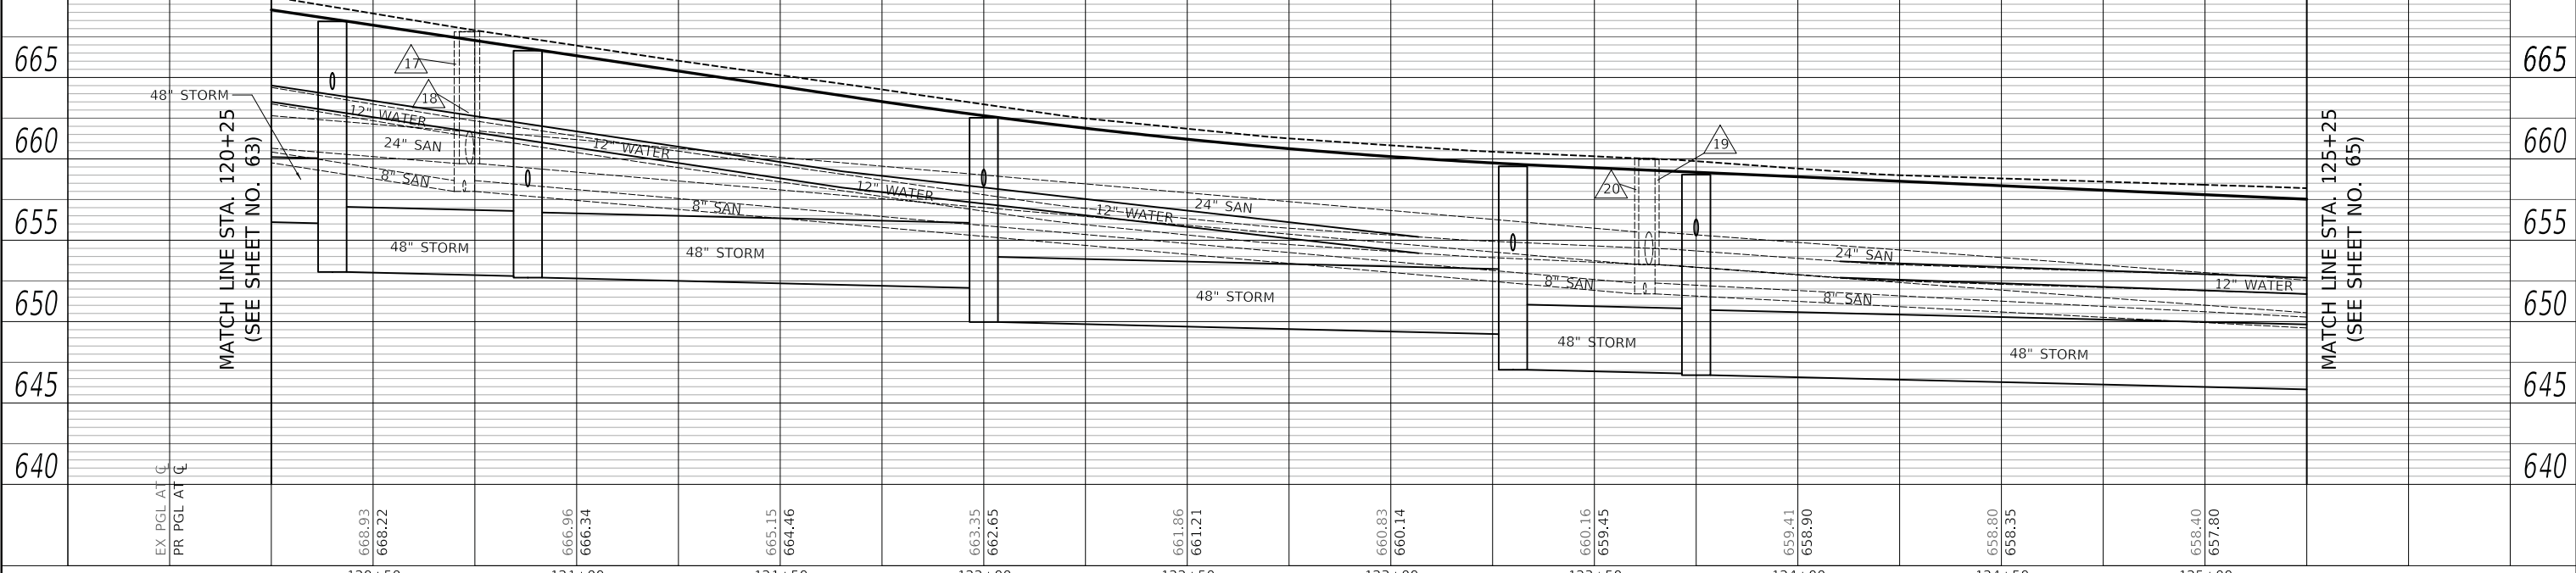 665
665
660
660
655
655
650
650
645
645
640
640
48" STORM
MATCH LINE STA. 120+25
(SEE SHEET NO. 63)
17
18
12" WATER
24" SAN
8" SAN
48" STORM
12" WATER
8" SAN
48" STORM
12" WATER
12" WATER
24" SAN
48" STORM
19
20
8" SAN
48" STORM
24" SAN
8" SAN
12" WATER
48" STORM
MATCH LINE STA. 125+25
(SEE SHEET NO. 65)
EX PGL AT ℄
PR PGL AT ℄
668.93
668.22
666.96
666.34
665.15
664.46
663.35
662.65
661.86
661.21
660.83
660.14
660.16
659.45
659.41
658.90
658.80
658.35
658.40
657.80